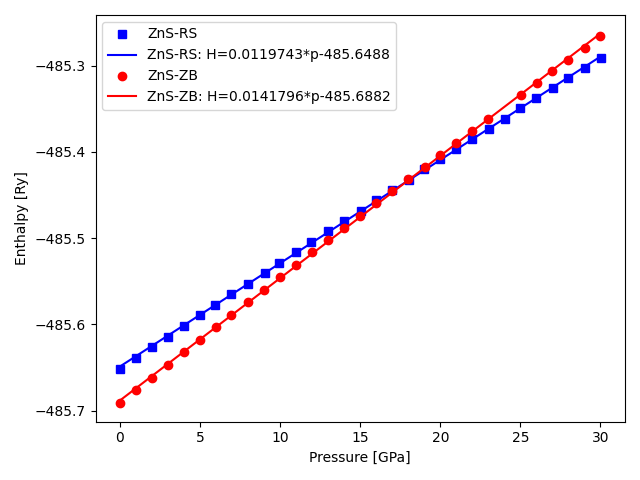 ZnS-RS
ZnS-RS: H=0.0119743*p-485.6488
ZnS-ZB
ZnS-ZB: H=0.0141796*p-485.6882
−485.3
−485.4
−485.5
−485.6
−485.7
Enthalpy [Ry]
0 5 10 15 20 25 30
Pressure [GPa]